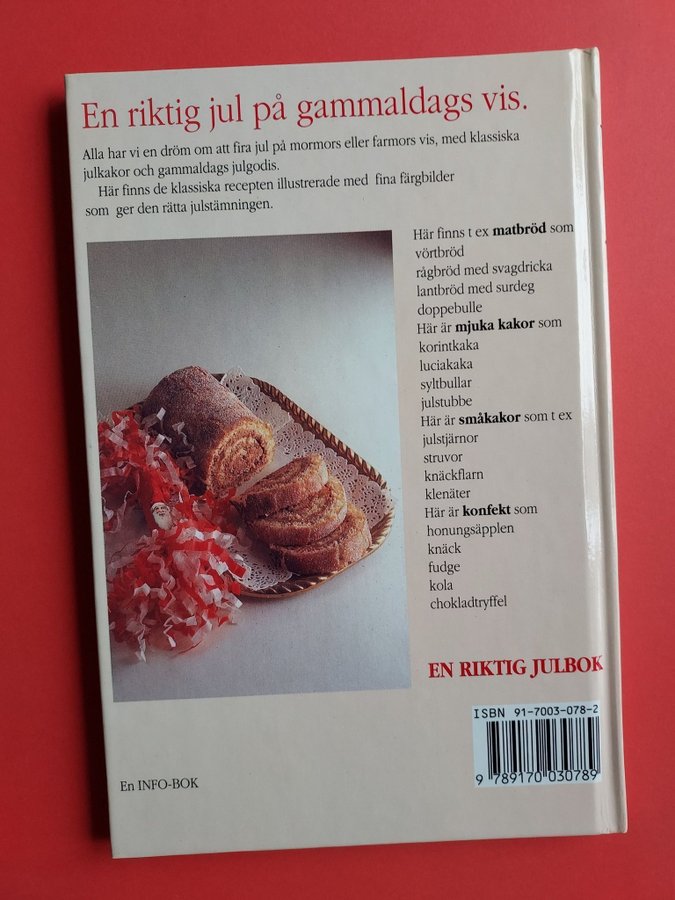 En riktig jul på gammaldags vis.
Alla har vi en dröm om att fira jul på mormors eller farmors vis, med klassiska
julkakor och gammaldags julgodis.
Här finns de klassiska recepten illustrerade med fina färgbilder
som ger den rätta julstämningen.
Här finns t ex matbröd som
vörtbröd
rågbröd med svagdricka
lantbröd med surdeg
doppebulle
Här är mjuka kakor som
korintkaka
luciakaka
syltbullar
julstubbe
Här är småkakor som t ex
julstjärnor
struvor
knäckflarn
klenäter
Här är konfekt som
honungsäpplen
knäck
fudge
kola
chokladtryffel
EN RIKTIG JULBOK
ISBN 91-7003-078-2
9 789170 030789
En INFO-BOK